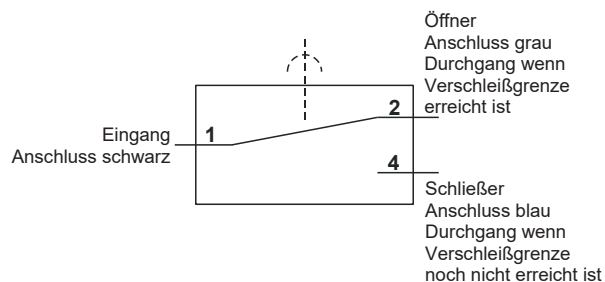 Öffner
Anschluss grau
Durchgang wenn
Verschleißgrenze
erreicht ist
Eingang
Anschluss schwarz
1
2
4
Schließer
Anschluss blau
Durchgang wenn
Verschleißgrenze
noch nicht erreicht ist